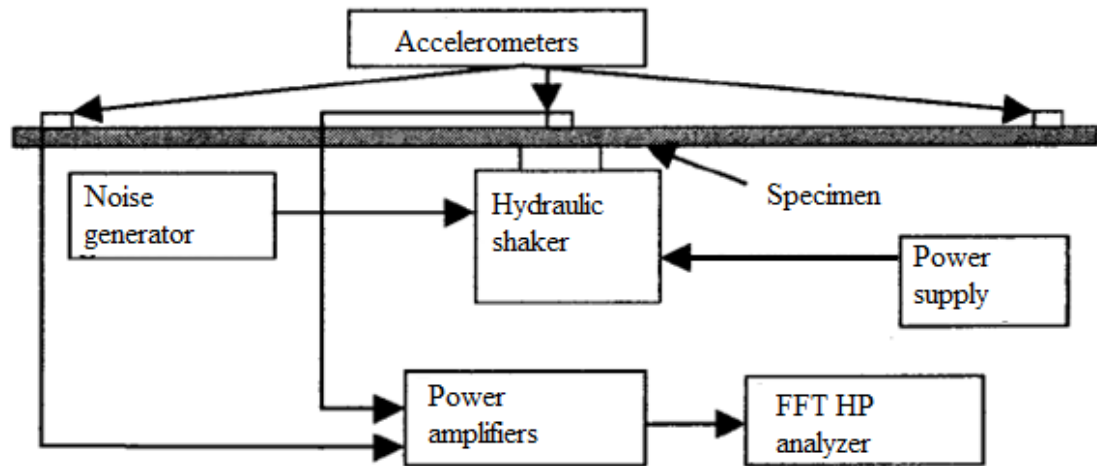 Accelerometers
Noise
generator
Hydraulic
shaker
Specimen
Power
supply
Power
amplifiers
FFT HP
analyzer